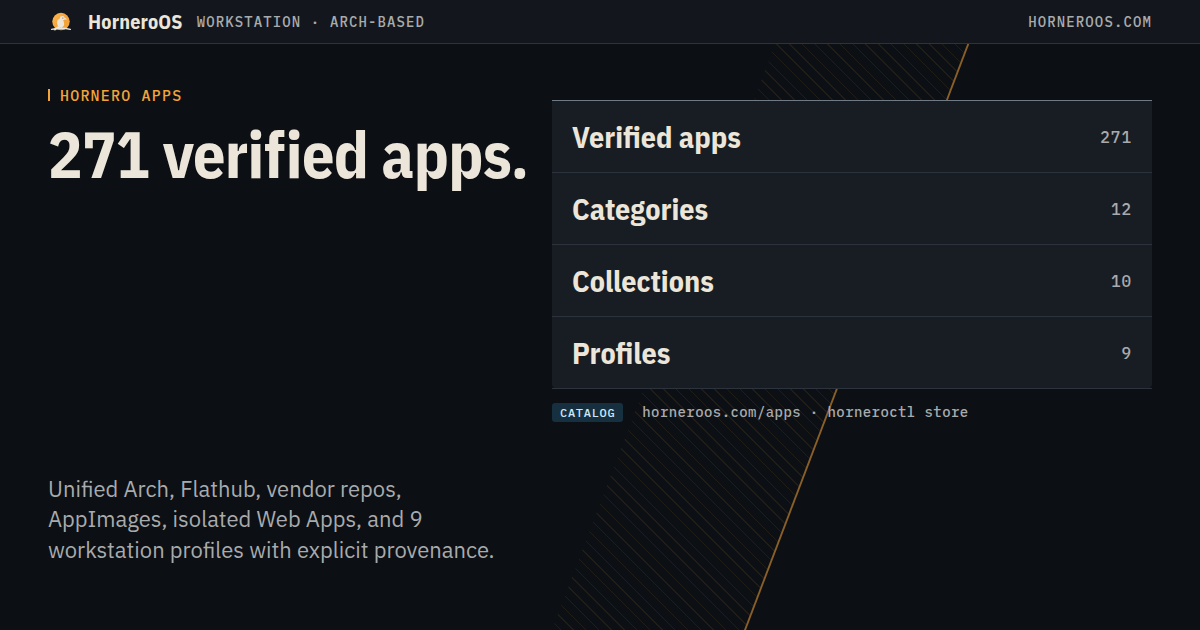 HorneroOS WORKSTATION · ARCH-BASED HORNEROOS.COM
HORNERO APPS
271 verified apps.
Verified apps 271
Categories 12
Collections 10
Profiles 9
CATALOG horneroos.com/apps · horneroctl store
Unified Arch, Flathub, vendor repos,
AppImages, isolated Web Apps, and 9
workstation profiles with explicit provenance.